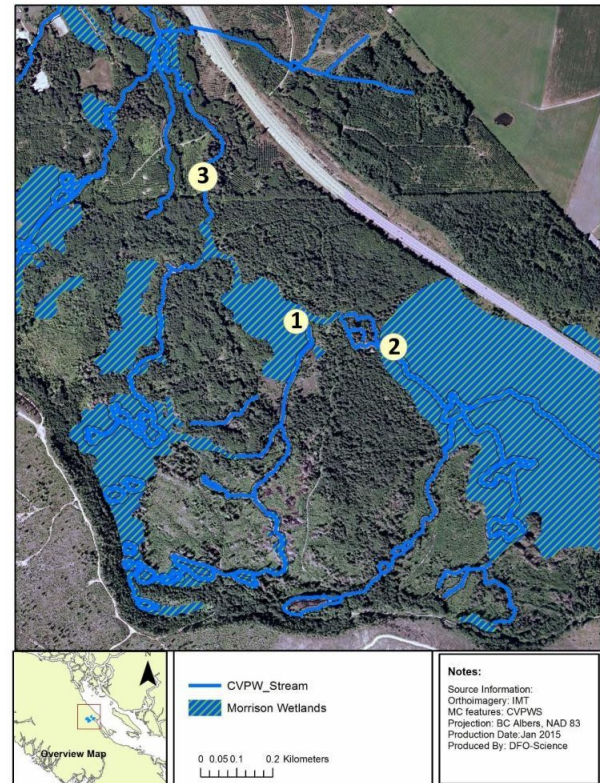 3
1
2
N
Overview Map
CVPW_Stream
Morrison Wetlands
0 0.05 0.1 0.2 Kilometers
Notes:
Source Information:
Orthoimagery: IMT
MC features: CVPWS
Projection: BC Albers, NAD 83
Production Date:Jan 2015
Produced By: DFO-Science